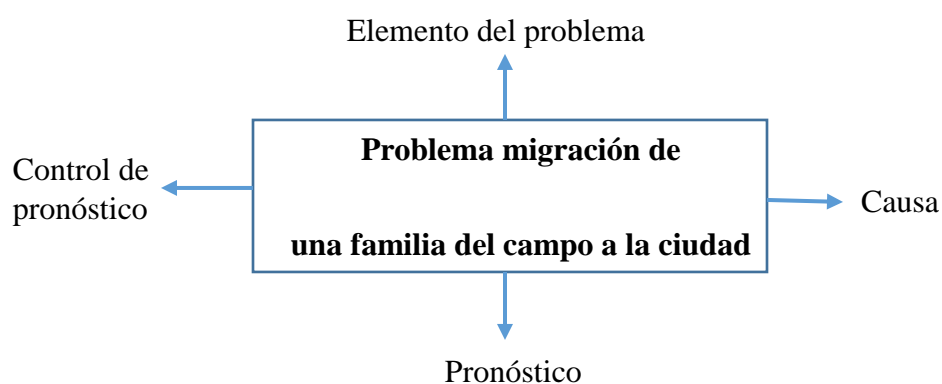 Elemento del problema
Problema migración de
Control de
pronóstico
Causa
una familia del campo a la ciudad
Pronóstico